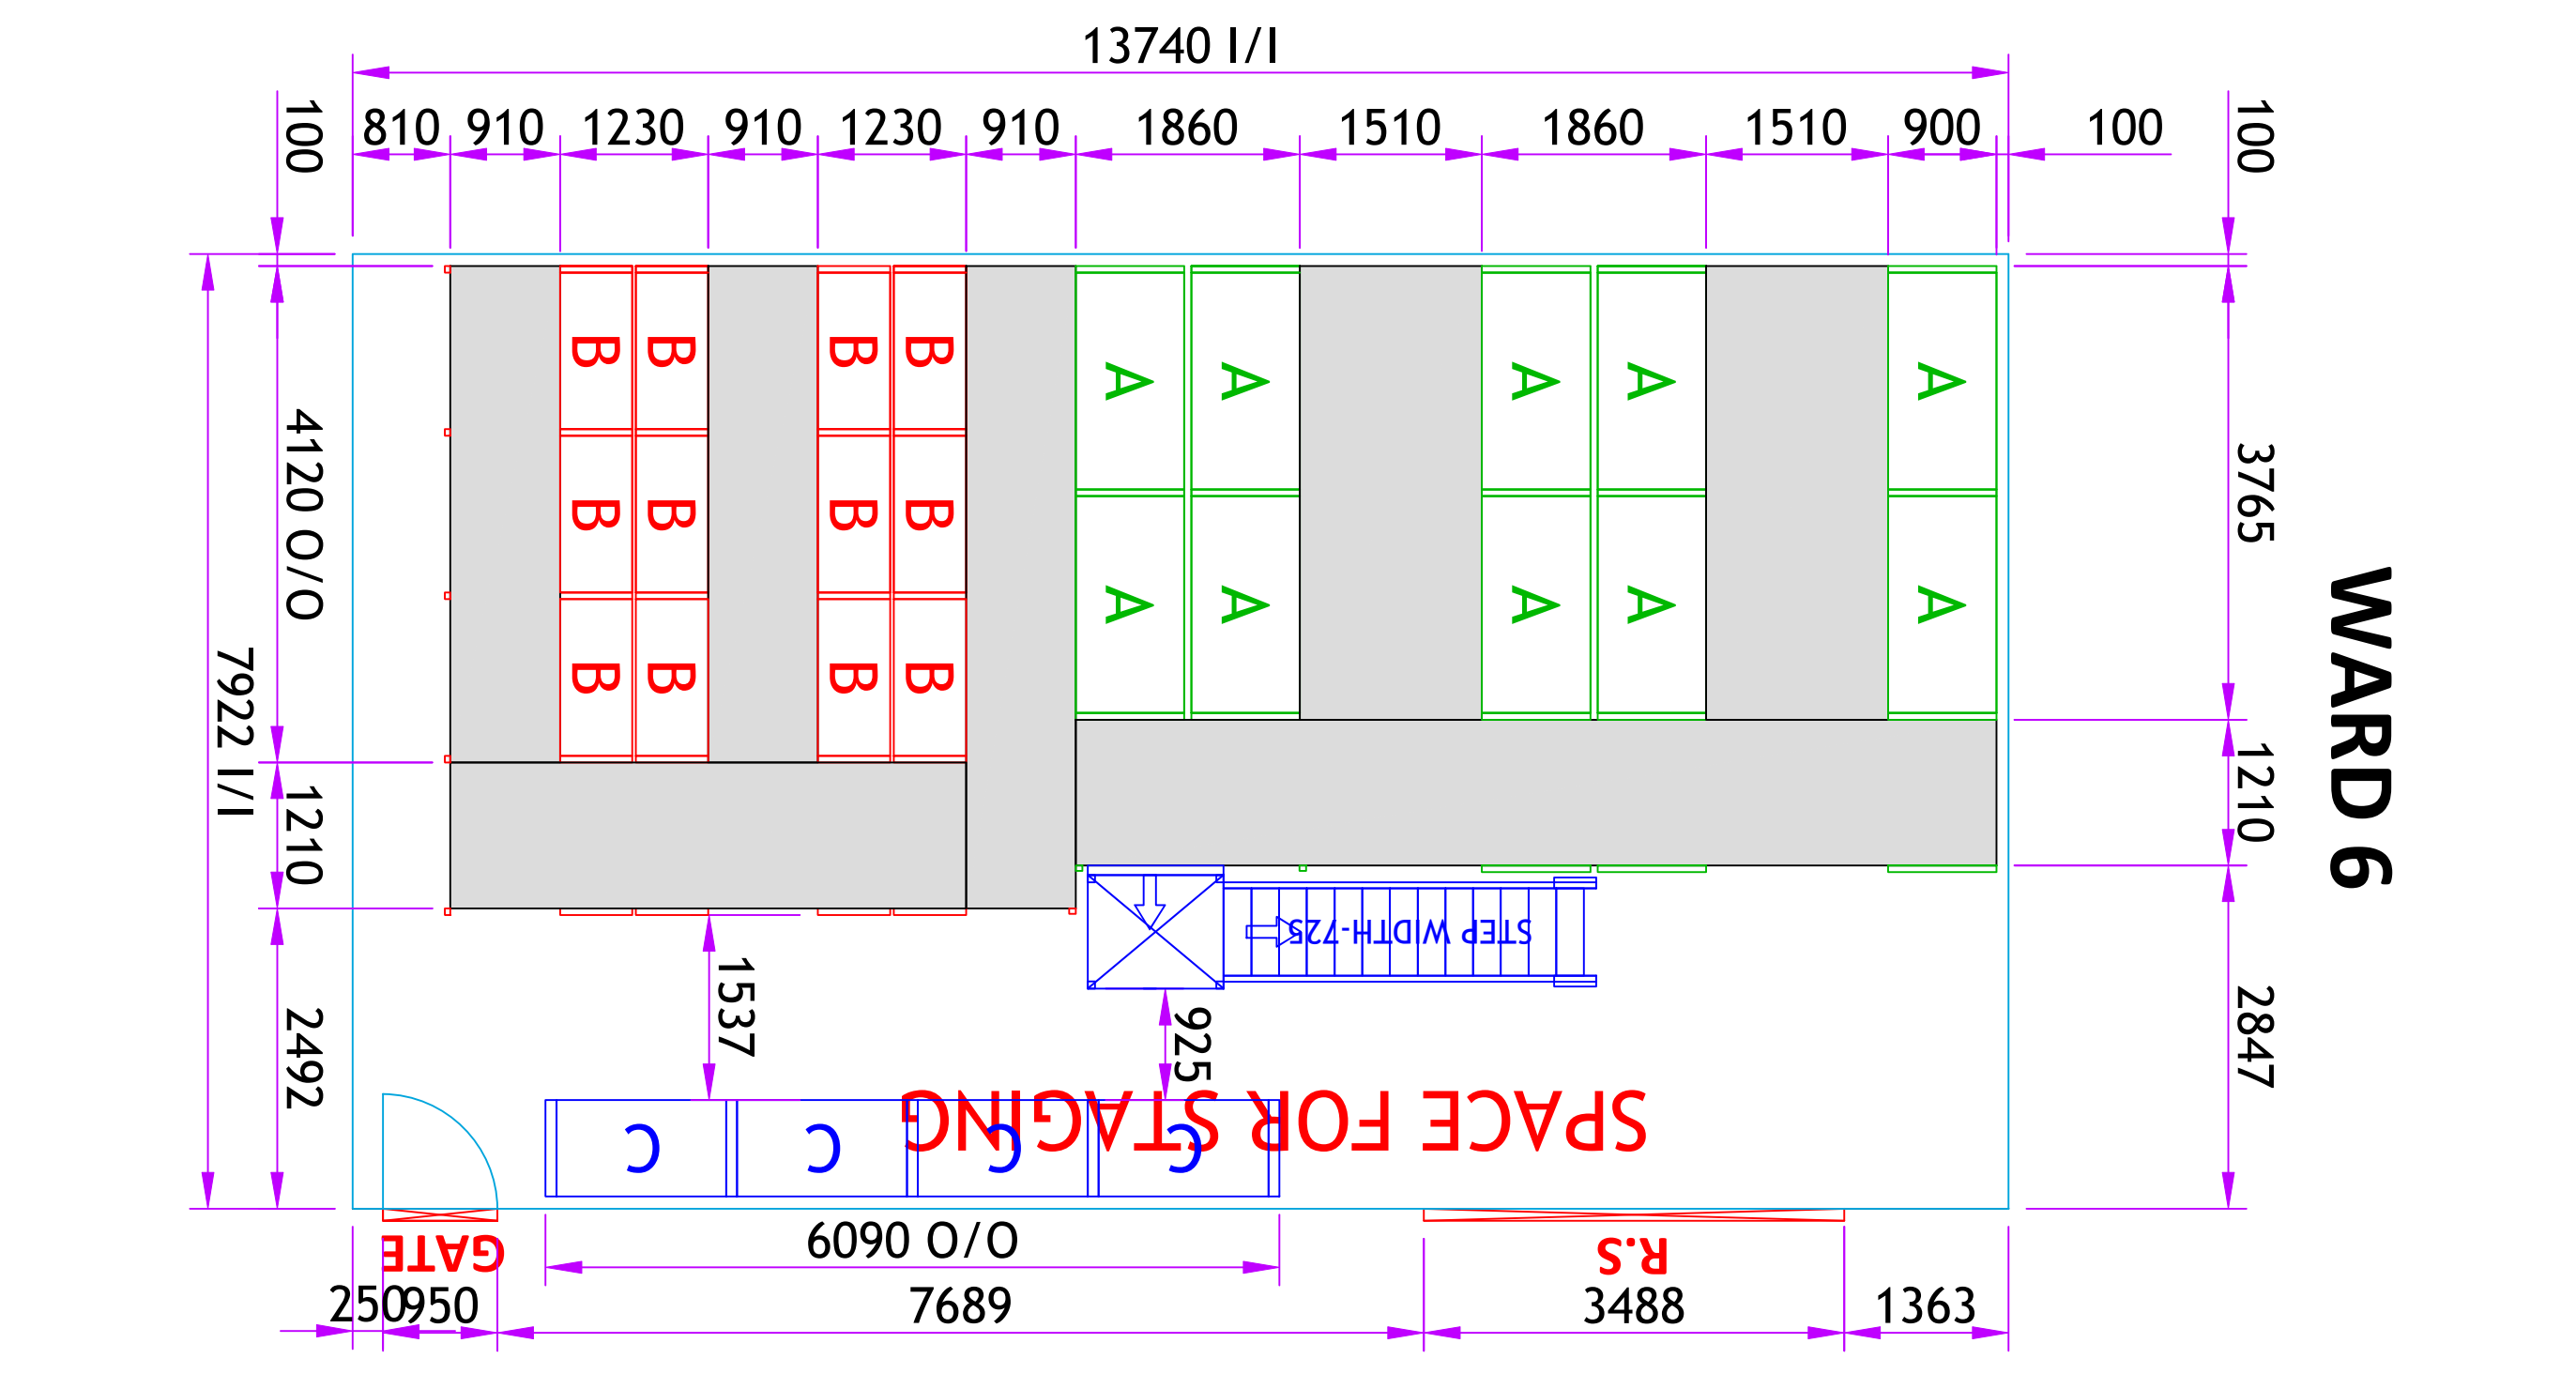 13740 I/I
810 910 1230 910 1230 910 1860 1510 1860 1510 900 100
100
4120 O/O
1210
2492
7922 I/I
100
3765
1210
2847
WARD 6
B B B B A A A A A
B B B B
A A A A A
B B B B
STEP WIDTH-725
1537
925
SPACE FOR STAGING
C C C C
GATE
6090 O/O
R.S
250 950 7689 3488 1363